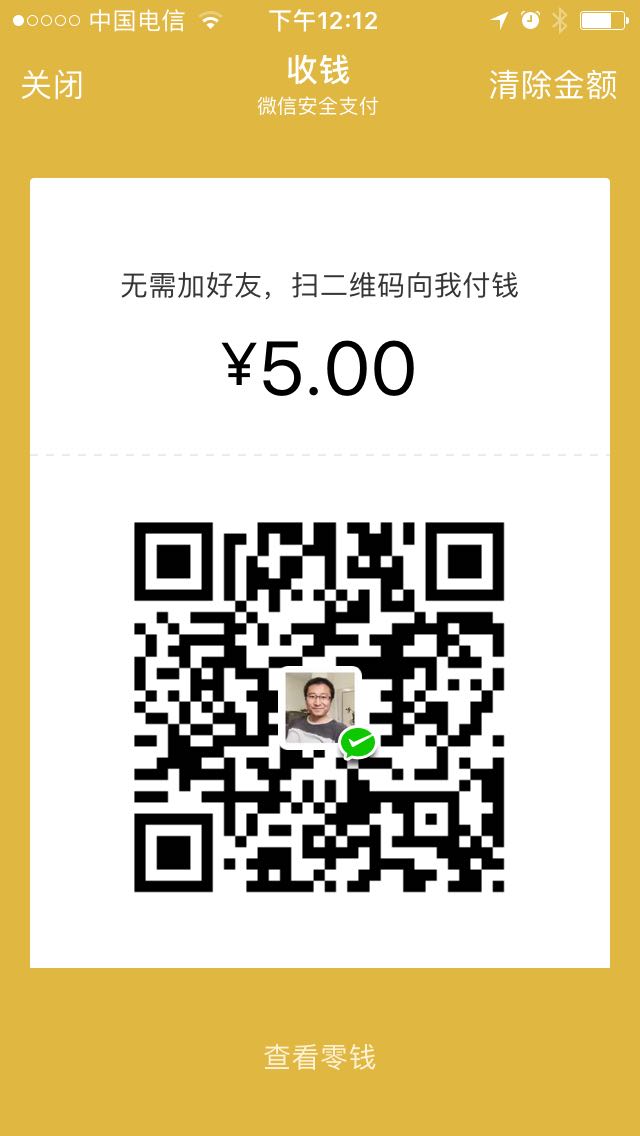 中国电信 下午12:12
关闭 收钱 清除金额
微信安全支付
无需加好友，扫二维码向我付钱
¥5.00
查看零钱